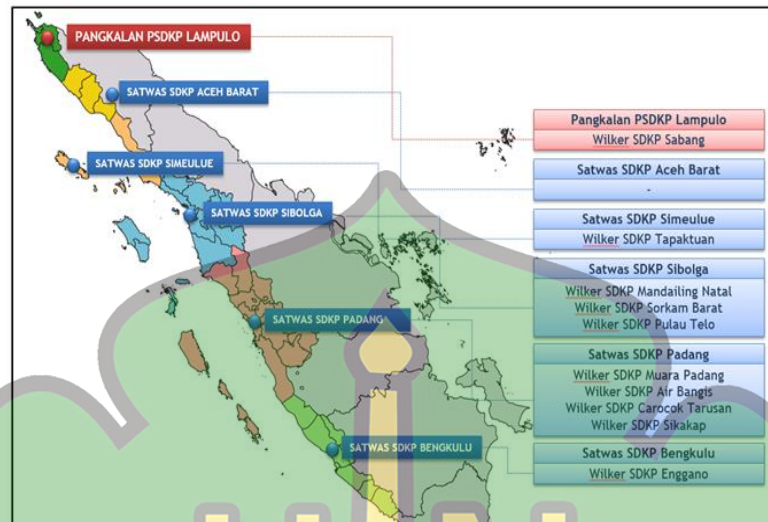 PANGKALAN PSDKP LAMPULO
SATWAS SDKP ACEH BARAT
SATWAS SDKP SIMEULUE
SATWAS SDKP SIBOLGA
SATWAS SDKP PADANG
SATWAS SDKP BENGKULU
Pangkalan PSDKP Lampulo
Wilker SDKP Sabang
Satwas SDKP Aceh Barat
-
Satwas SDKP Simeulue
Wilker SDKP Tapaktuan
Satwas SDKP Sibolga
Wilker SDKP Mandailing Natal
Wilker SDKP Sorkam Barat
Wilker SDKP Pulau Telo
Satwas SDKP Padang
Wilker SDKP Muara Padang
Wilker SDKP Air Bangis
Wilker SDKP Carocok Tarusan
Wilker SDKP Sikakap
Satwas SDKP Bengkulu
Wilker SDKP Enggano